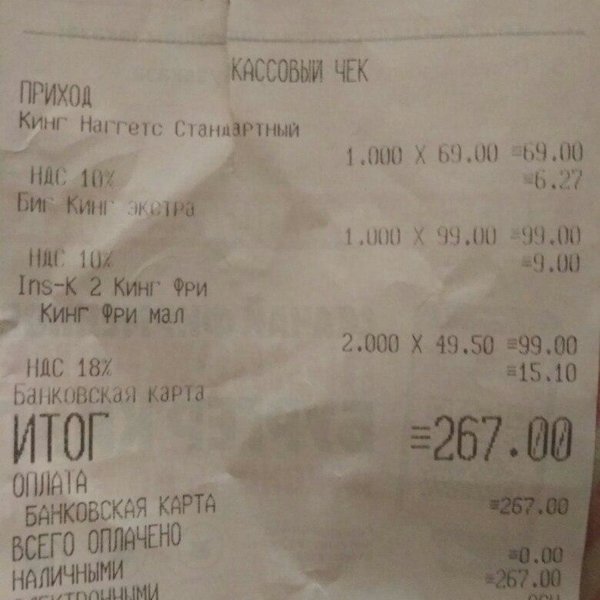 КАССОВЫЙ ЧЕК
ПРИХОД
Кинг Наггетс Стандартный
1.000 X 69.00 ≡69.00
НДС 10% ≡6.27
Биг Кинг экстра
1.000 X 99.00 ≡99.00
НДС 10% ≡9.00
Ins-K 2 Кинг Фри
Кинг Фри мал
2.000 X 49.50 ≡99.00
НДС 18% ≡15.10
Банковская карта
ИТОГ ≡267.00
ОПЛАТА
БАНКОВСКАЯ КАРТА ≡267.00
ВСЕГО ОПЛАЧЕНО
НАЛИЧНЫМИ ≡0.00
ЭЛЕКТРОННЫМИ ≡267.00